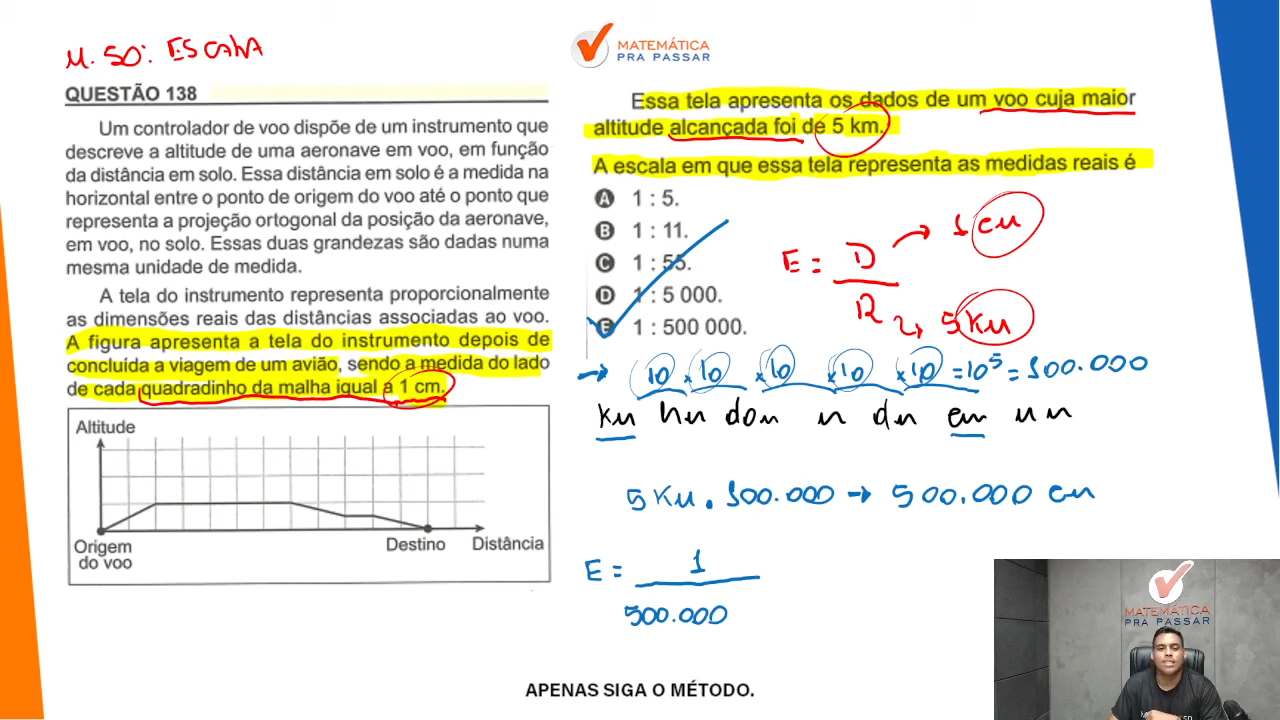 M. 50: ESCALA
MATEMÁTICA
PRA PASSAR
QUESTÃO 138
Um controlador de voo dispõe de um instrumento que
descreve a altitude de uma aeronave em voo, em função
da distância em solo. Essa distância em solo é a medida na
horizontal entre o ponto de origem do voo até o ponto que
representa a projeção ortogonal da posição da aeronave,
em voo, no solo. Essas duas grandezas são dadas numa
mesma unidade de medida.
A tela do instrumento representa proporcionalmente
as dimensões reais das distâncias associadas ao voo.
A figura apresenta a tela do instrumento depois de
concluída a viagem de um avião, sendo a medida do lado
de cada quadradinho da malha igual a 1 cm.
Altitude
Origem
do voo
Destino
Distância
Essa tela apresenta os dados de um voo cuja maior
altitude alcançada foi de 5 km.
A escala em que essa tela representa as medidas reais é
A 1 : 5.
B 1 : 11.
C 1 : 55.
D 1 : 5 000.
E 1 : 500 000.
E = D → 1 cm
R → 5 km
→ 10 × 10 × 10 × 10 × 10 = 10⁵ = 100.000
km hm dam m dm cm mm
5 km . 100.000 → 500.000 cm
E = 1
500.000
MATEMÁTICA
PRA PASSAR
APENAS SIGA O MÉTODO.